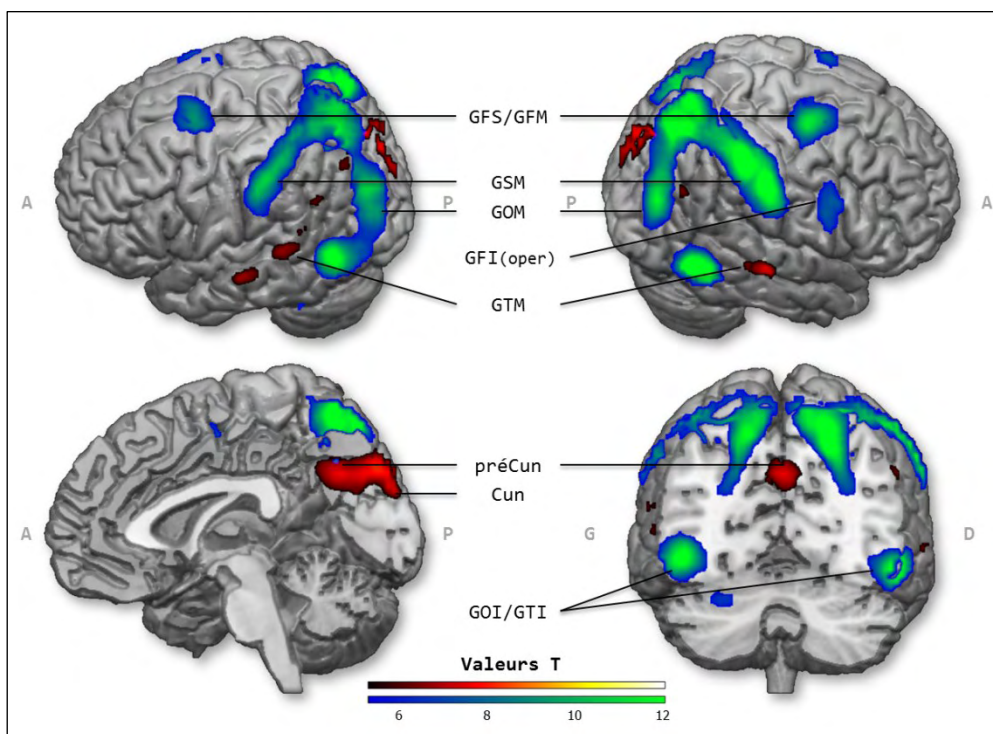 GFS/GFM
GSM
A P P A
GOM
GFI(oper)
GTM
préCun
Cun
A P G D
GOI/GTI
Valeurs T
6 8 10 12